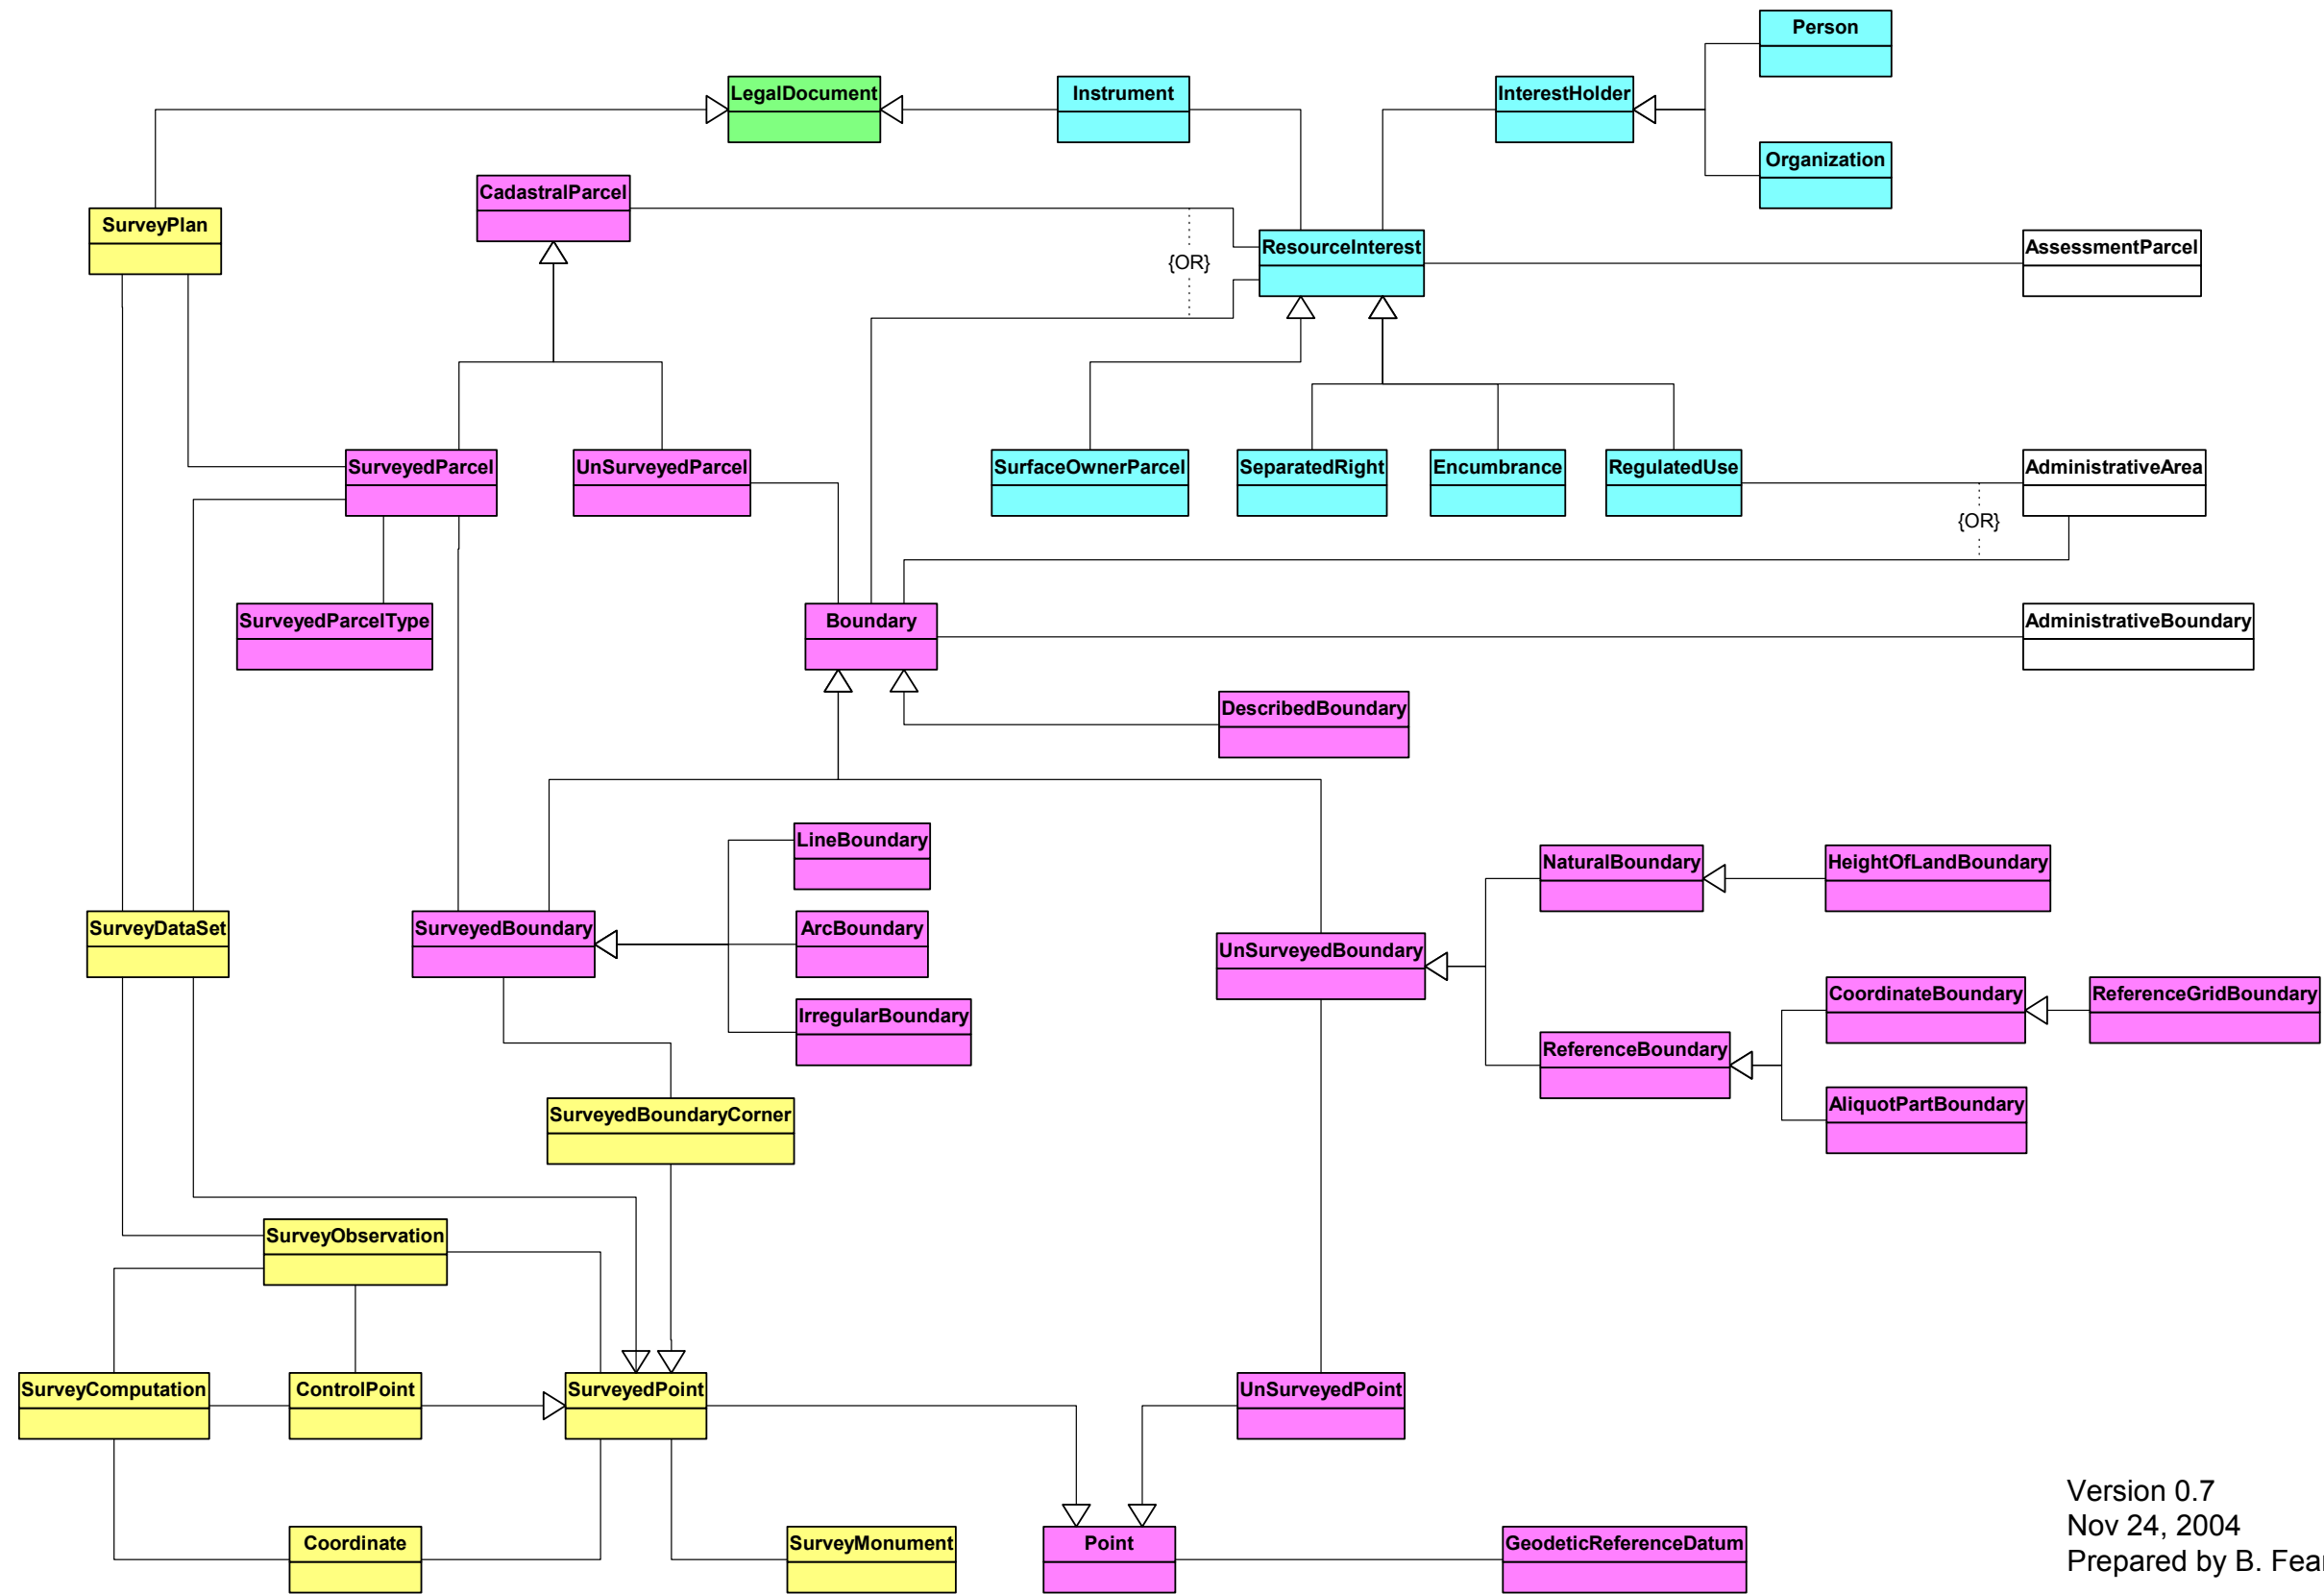 Person
LegalDocument
Instrument
InterestHolder
Organization
CadastralParcel
SurveyPlan
ResourceInterest
AssessmentParcel
{OR}
SurveyedParcel
UnSurveyedParcel
SurfaceOwnerParcel
SeparatedRight
Encumbrance
RegulatedUse
AdministrativeArea
{OR}
SurveyedParcelType
Boundary
AdministrativeBoundary
DescribedBoundary
LineBoundary
NaturalBoundary
HeightOfLandBoundary
SurveyDataSet
SurveyedBoundary
ArcBoundary
UnSurveyedBoundary
CoordinateBoundary
ReferenceGridBoundary
IrregularBoundary
ReferenceBoundary
SurveyedBoundaryCorner
AliquotPartBoundary
SurveyObservation
SurveyComputation
ControlPoint
SurveyedPoint
UnSurveyedPoint
Version 0.7
Nov 24, 2004
Prepared by B.
Coordinate
SurveyMonument
Point
GeodeticReferenceDatum